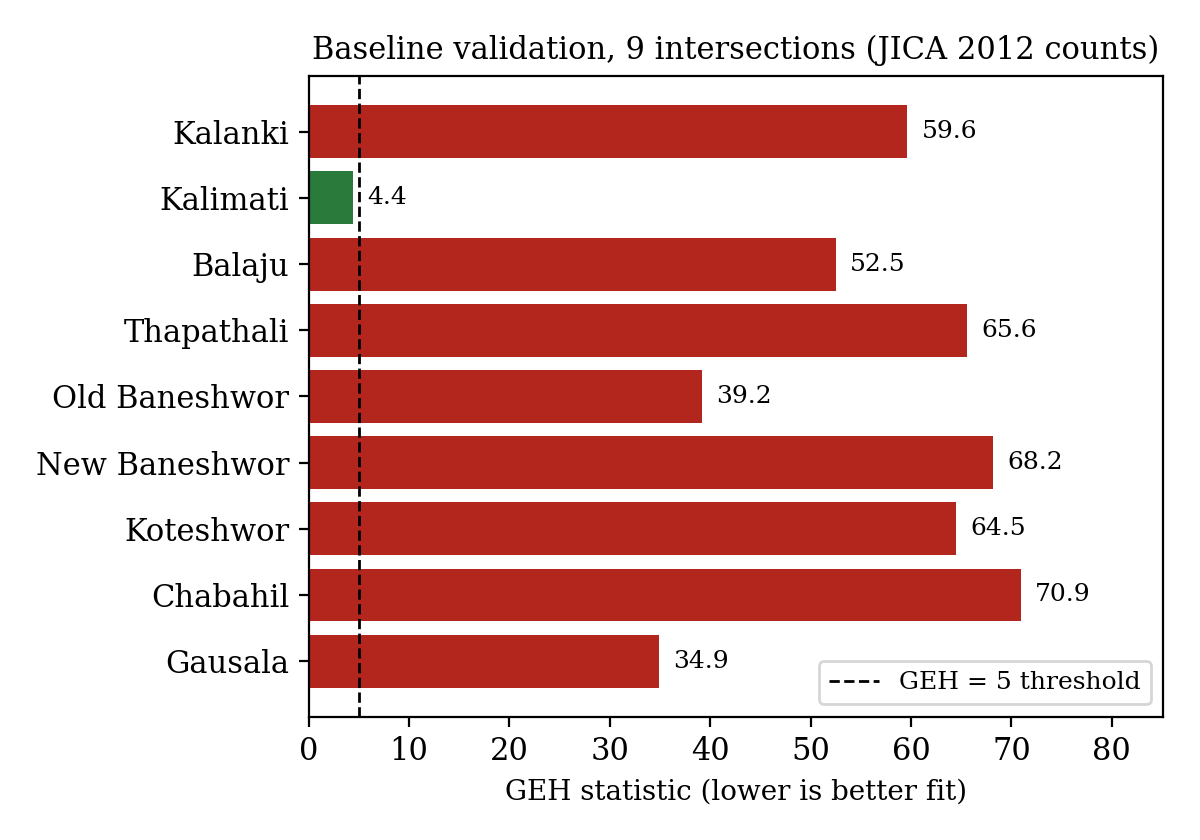 Baseline validation, 9 intersections (JICA 2012 counts)
Kalanki 59.6
Kalimati 4.4
Balaju 52.5
Thapathali 65.6
Old Baneshwor 39.2
New Baneshwor 68.2
Koteshwor 64.5
Chabahil 70.9
Gausala 34.9
GEH = 5 threshold
0 10 20 30 40 50 60 70 80
GEH statistic (lower is better fit)